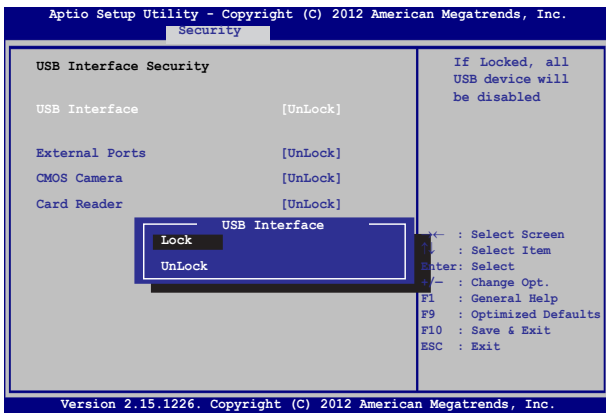 Aptio Setup Utility - Copyright (C) 2012 American Megatrends, Inc.
Security
USB Interface Security
USB Interface [UnLock]
External Ports [UnLock]
CMOS Camera [UnLock]
Card Reader [UnLock]
USB Interface
Lock
UnLock
If Locked, all
USB device will
be disabled
→← : Select Screen
↑↓ : Select Item
Enter: Select
+/— : Change Opt.
F1 : General Help
F9 : Optimized Defaults
F10 : Save & Exit
ESC : Exit
Version 2.15.1226. Copyright (C) 2012 American Megatrends, Inc.